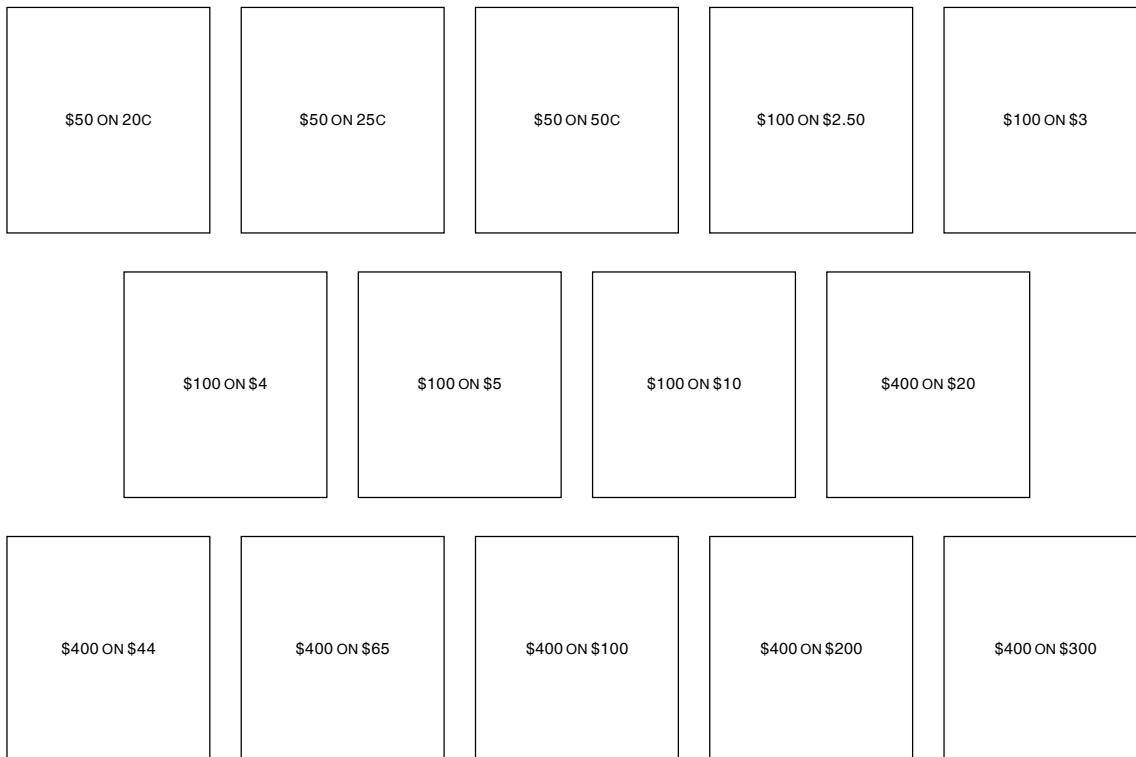 $50 ON 20C
$50 ON 25C
$50 ON 50C
$100 ON $2.50
$100 ON $3
$100 ON $4
$100 ON $5
$100 ON $10
$400 ON $20
$400 ON $44
$400 ON $65
$400 ON $100
$400 ON $200
$400 ON $300